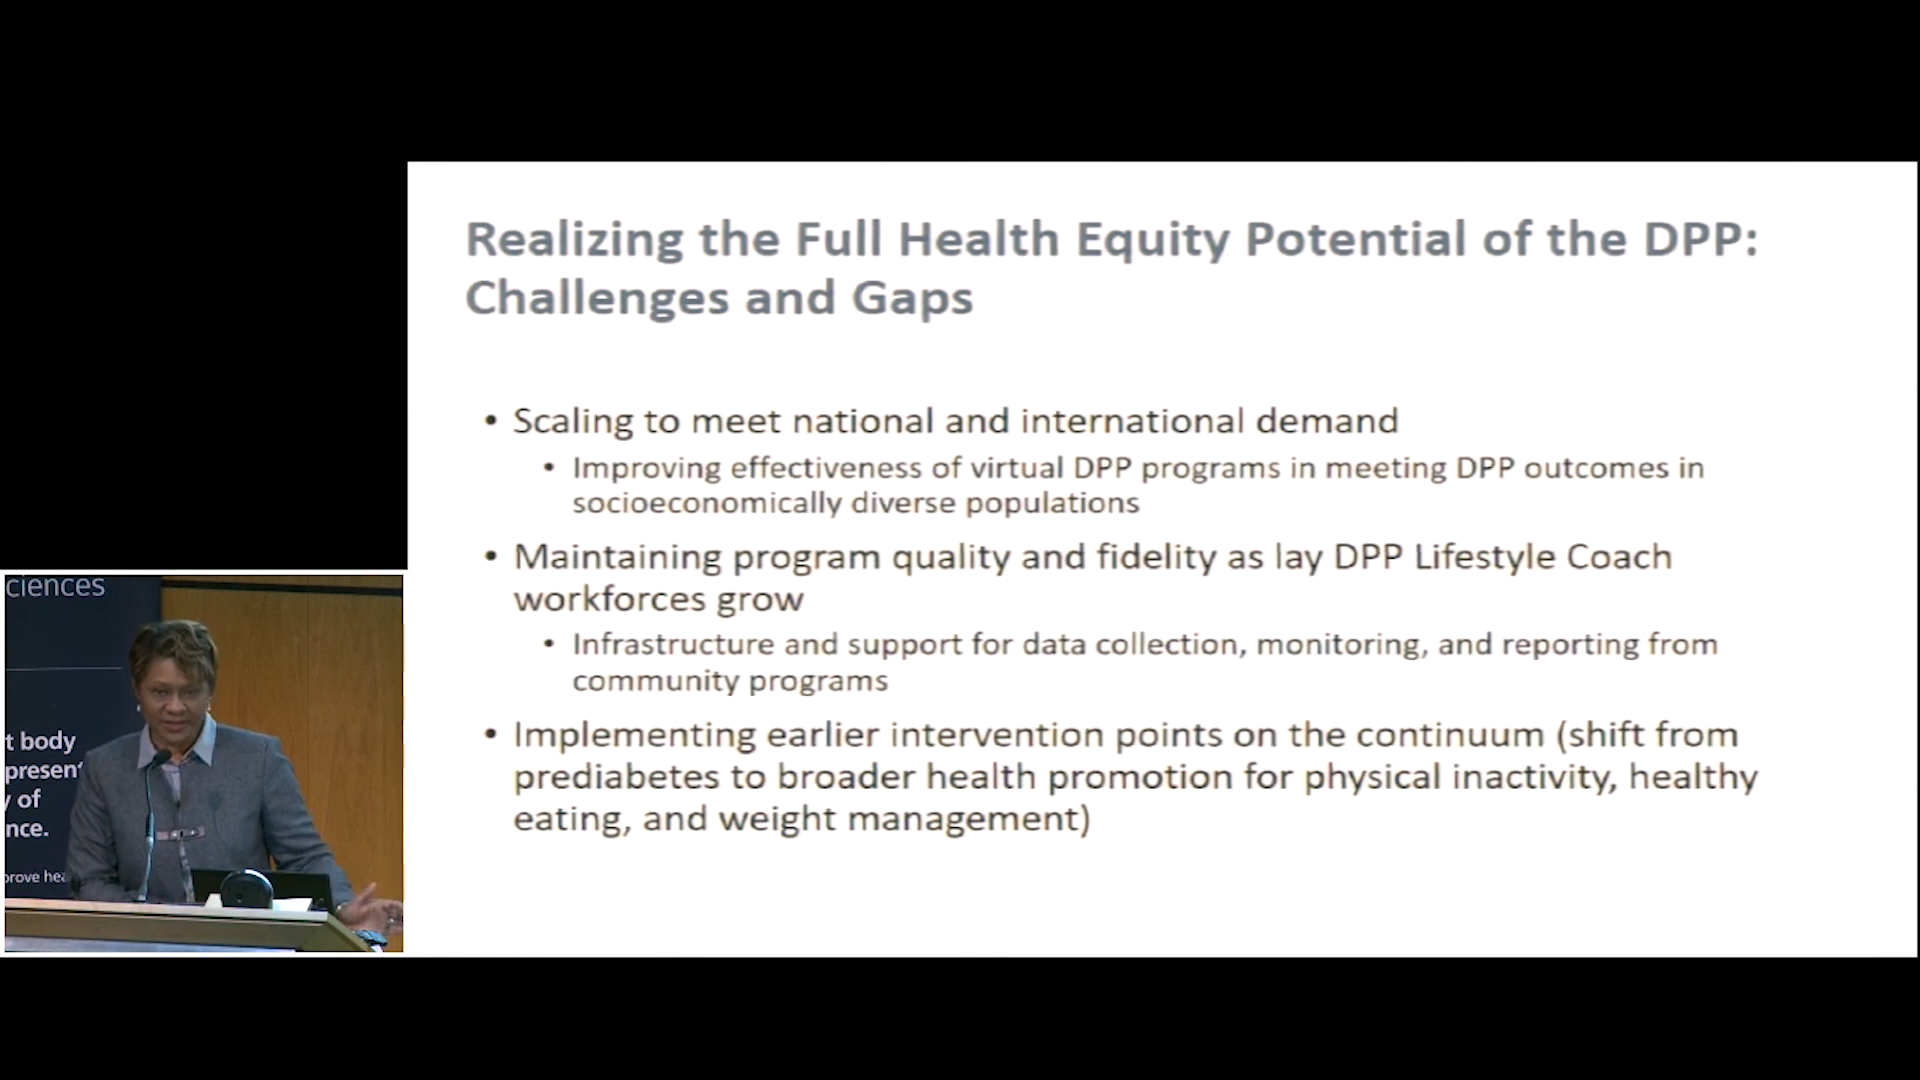 Realizing the Full Health Equity Potential of the DPP:
Challenges and Gaps
• Scaling to meet national and international demand
• Improving effectiveness of virtual DPP programs in meeting DPP outcomes in
socioeconomically diverse populations
• Maintaining program quality and fidelity as lay DPP Lifestyle Coach
workforces grow
• Infrastructure and support for data collection, monitoring, and reporting from
community programs
• Implementing earlier intervention points on the continuum (shift from
prediabetes to broader health promotion for physical inactivity, healthy
eating, and weight management)
ciences
t body
present
y of
nce.
prove hea